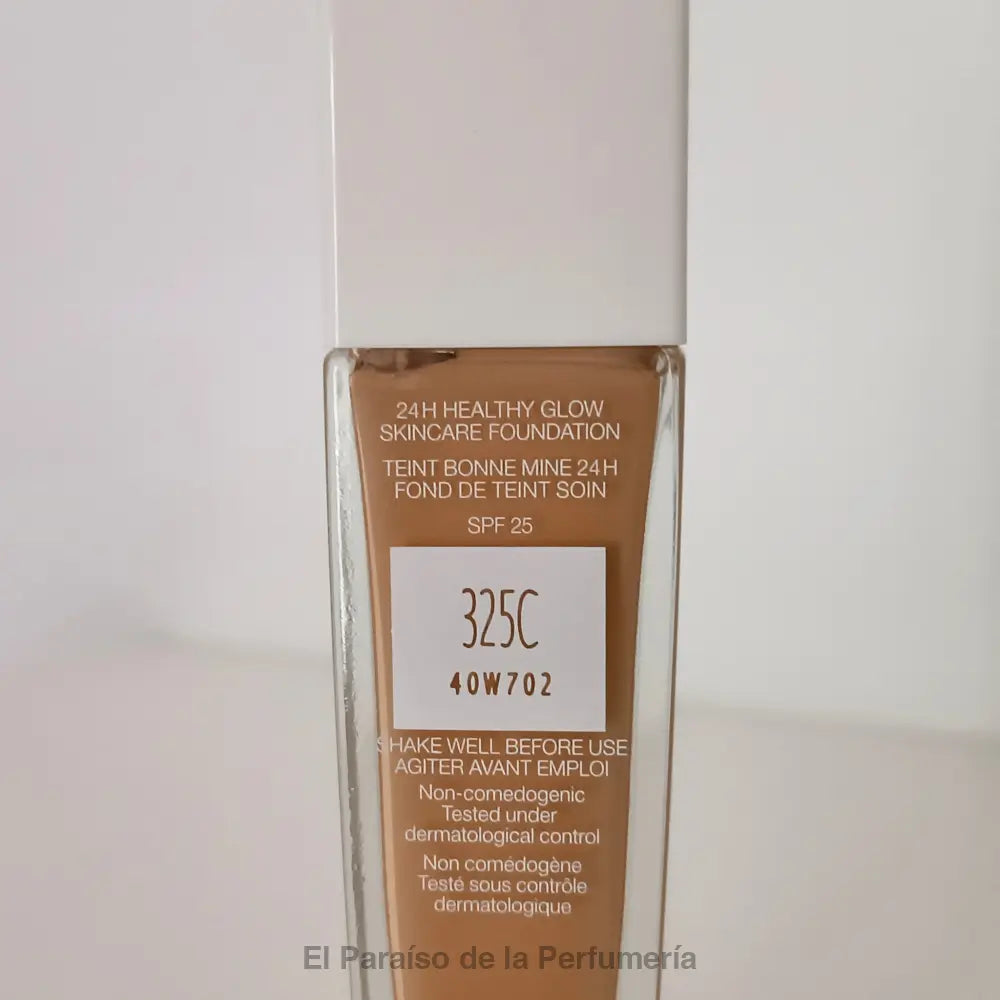 24H HEALTHY GLOW
SKINCARE FOUNDATION
TEINT BONNE MINE 24H
FOND DE TEINT SOIN
SPF 25
325C
40W702
SHAKE WELL BEFORE USE
AGITER AVANT EMPLOI
Non-comedogenic
Tested under
dermatological control
Non comédogène
Testé sous contrôle
dermatologique
El Paraíso de la Perfumería